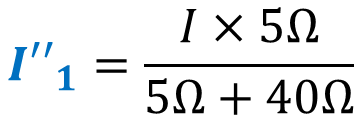 I″₁ = (I × 5Ω) / (5Ω + 40Ω)